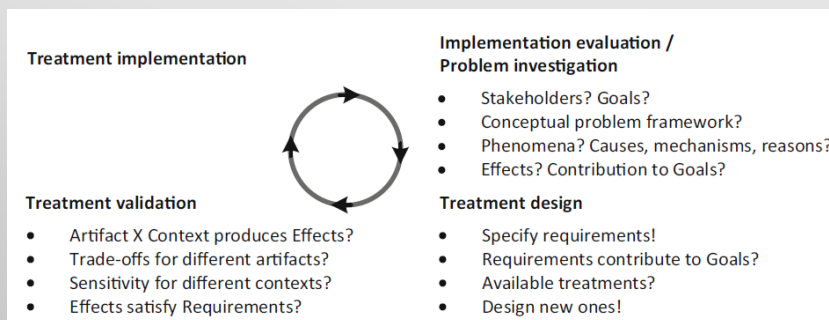 Treatment implementation
Implementation evaluation /
Problem investigation
• Stakeholders? Goals?
• Conceptual problem framework?
• Phenomena? Causes, mechanisms, reasons?
• Effects? Contribution to Goals?
Treatment validation
• Artifact X Context produces Effects?
• Trade-offs for different artifacts?
• Sensitivity for different contexts?
• Effects satisfy Requirements?
Treatment design
• Specify requirements!
• Requirements contribute to Goals?
• Available treatments?
• Design new ones!